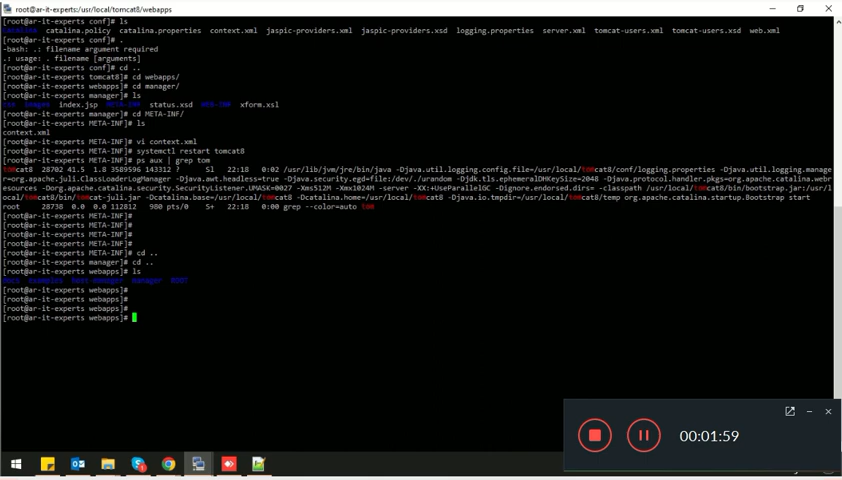 root@ar-it-experts:/usr/local/tomcat8/webapps
[root@ar-it-experts conf]# ls
Catalina  catalina.policy  catalina.properties  context.xml  jaspic-providers.xml  jaspic-providers.xsd  logging.properties  server.xml  tomcat-users.xml  tomcat-users.xsd  web.xml
[root@ar-it-experts conf]# .
-bash: .: filename argument required
.: usage: . filename [arguments]
[root@ar-it-experts conf]# cd ..
[root@ar-it-experts tomcat8]# cd webapps/
[root@ar-it-experts webapps]# cd manager/
[root@ar-it-experts manager]# ls
css  images  index.jsp  META-INF  status.xsd  WEB-INF  xform.xsl
[root@ar-it-experts manager]# cd META-INF/
[root@ar-it-experts META-INF]# ls
context.xml
[root@ar-it-experts META-INF]# vi context.xml
[root@ar-it-experts META-INF]# systemctl restart tomcat8
[root@ar-it-experts META-INF]# ps aux | grep tom
tomcat  28702 41.5  1.8 3589596 143312 ?  Sl  22:18  0:02 /usr/lib/jvm/jre/bin/java -Djava.util.logging.config.file=/usr/local/tomcat8/conf/logging.properties -Djava.util.logging.manage
r=org.apache.juli.ClassLoaderLogManager -Djava.awt.headless=true -Djava.security.egd=file:/dev/./urandom -Djdk.tls.ephemeralDHKeySize=2048 -Djava.protocol.handler.pkgs=org.apache.catalina.webr
esources -Dorg.apache.catalina.security.SecurityListener.UMASK=0027 -Xms512M -Xmx1024M -server -XX:+UseParallelGC -Dignore.endorsed.dirs= -classpath /usr/local/tomcat8/bin/bootstrap.jar:/usr/l
ocal/tomcat8/bin/tomcat-juli.jar -Dcatalina.base=/usr/local/tomcat8 -Dcatalina.home=/usr/local/tomcat8 -Djava.io.tmpdir=/usr/local/tomcat8/temp org.apache.catalina.startup.Bootstrap start
root  28738  0.0  0.0 112812  980 pts/0  S+  22:18  0:00 grep --color=auto tom
[root@ar-it-experts META-INF]#
[root@ar-it-experts META-INF]#
[root@ar-it-experts META-INF]#
[root@ar-it-experts META-INF]#
[root@ar-it-experts META-INF]# cd ..
[root@ar-it-experts manager]# cd ..
[root@ar-it-experts webapps]# ls
docs  examples  host-manager  manager  ROOT
[root@ar-it-experts webapps]#
[root@ar-it-experts webapps]#
[root@ar-it-experts webapps]#
[root@ar-it-experts webapps]#
00:01:59